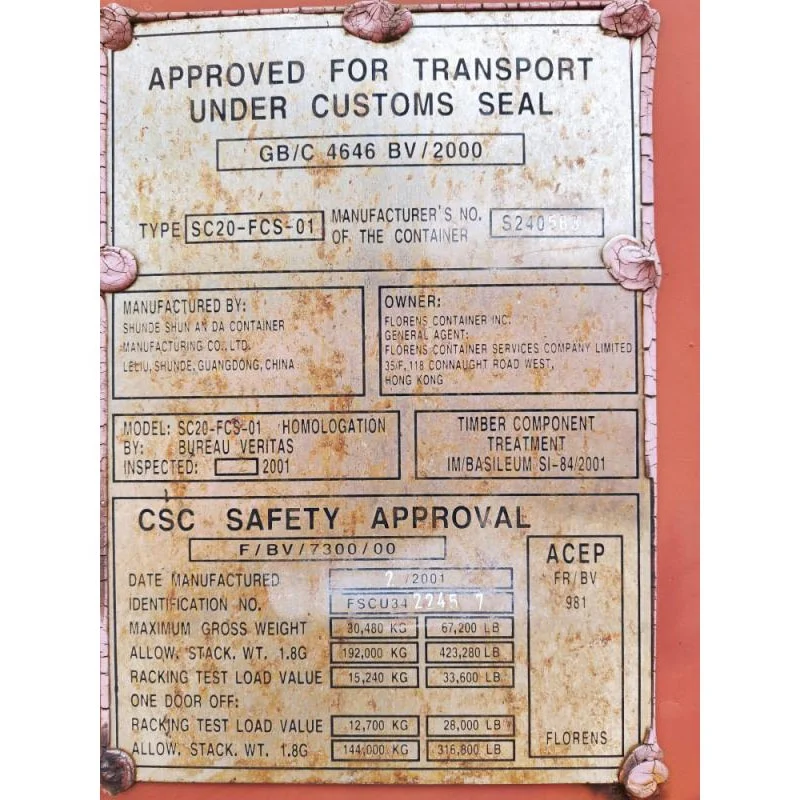 APPROVED FOR TRANSPORT
UNDER CUSTOMS SEAL
GB/C 4646 BV/2000
TYPE SC20-FCS-01 MANUFACTURER'S NO.
OF THE CONTAINER
MANUFACTURED BY:
SHUNDE SHUN AN DA CONTAINER
MANUFACTURING CO., LTD.
LELIU, SHUNDE, GUANGDONG, CHINA
OWNER:
FLORENS CONTAINER INC.
GENERAL AGENT:
FLORENS CONTAINER SERVICES COMPANY LIMITED
35/F, 118 CONNAUGHT ROAD WEST,
HONG KONG
MODEL: SC20-FCS-01 HOMOLOGATION
BY: BUREAU VERITAS
INSPECTED: 2001
TIMBER COMPONENT
TREATMENT
IM/BASILEUM SI-84/2001
CSC SAFETY APPROVAL
F/BV/7300/00
DATE MANUFACTURED 2/2001
IDENTIFICATION NO. FSCU34 2245 7
MAXIMUM GROSS WEIGHT 30,480 KG 67,200 LB
ALLOW. STACK. WT. 1.8G 192,000 KG 423,280 LB
RACKING TEST LOAD VALUE 15,240 KG 33,600 LB
ONE DOOR OFF:
RACKING TEST LOAD VALUE 12,700 KG 28,000 LB
ALLOW. STACK. WT. 1.8G 144,000 KG 316,800 LB
ACEP
FR/BV
981
FLORENS